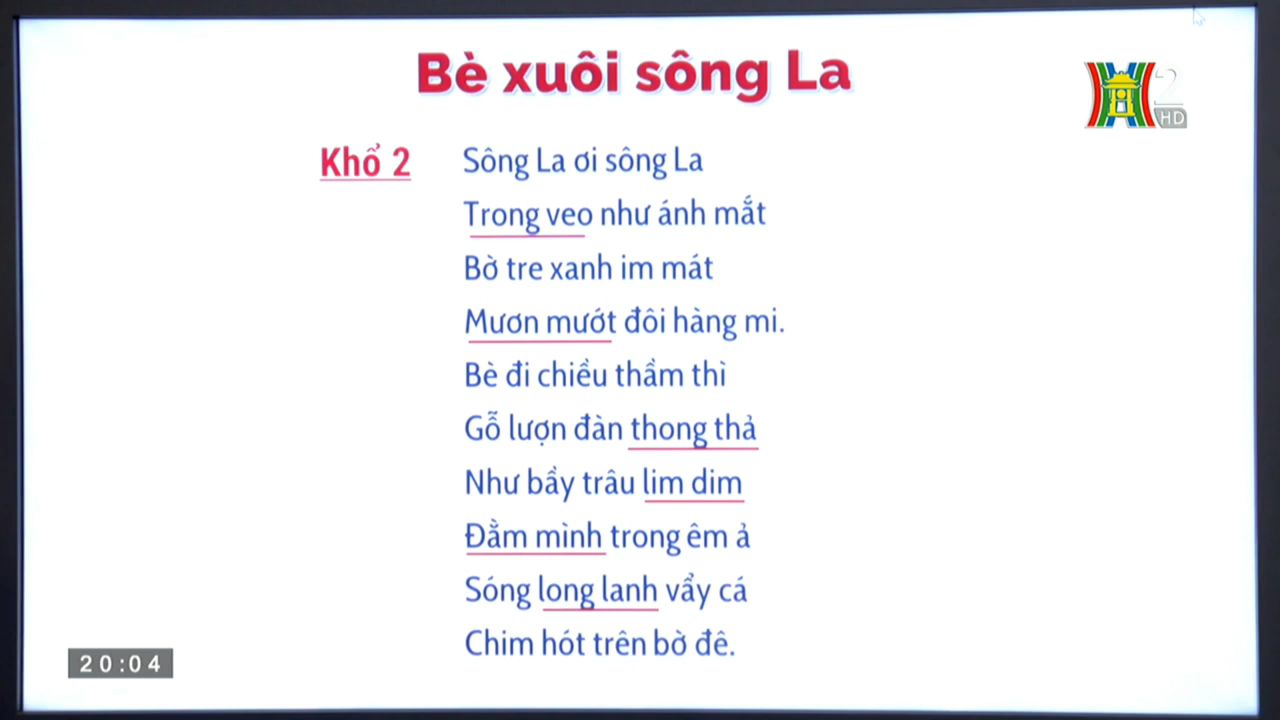 Bè xuôi sông La
2
HD
Khổ 2
Sông La ơi sông La
Trong veo như ánh mắt
Bờ tre xanh im mát
Mươn mướt đôi hàng mi.
Bè đi chiều thầm thì
Gỗ lượn đàn thong thả
Như bầy trâu lim dim
Đằm mình trong êm ả
Sóng long lanh vẩy cá
Chim hót trên bờ đê.
20:04